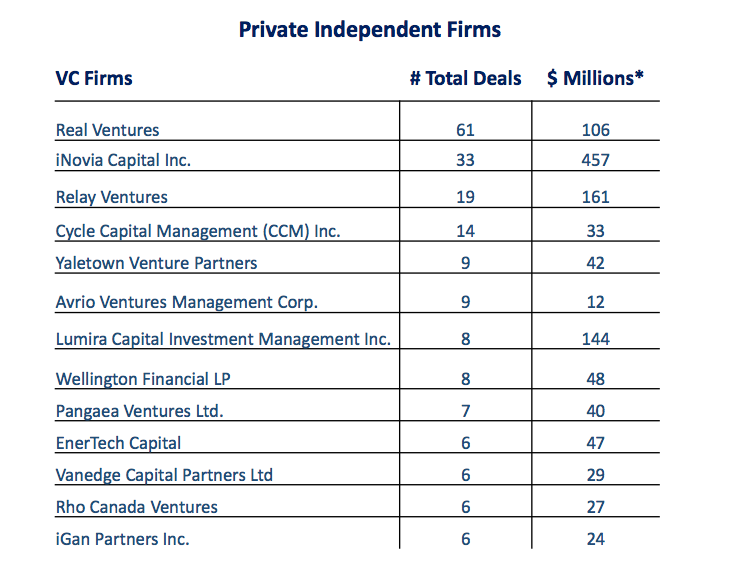 Private Independent Firms
VC Firms # Total Deals $ Millions*
Real Ventures 61 106
iNovia Capital Inc. 33 457
Relay Ventures 19 161
Cycle Capital Management (CCM) Inc. 14 33
Yaletown Venture Partners 9 42
Avrio Ventures Management Corp. 9 12
Lumira Capital Investment Management Inc. 8 144
Wellington Financial LP 8 48
Pangaea Ventures Ltd. 7 40
EnerTech Capital 6 47
Vanedge Capital Partners Ltd 6 29
Rho Canada Ventures 6 27
iGan Partners Inc. 6 24